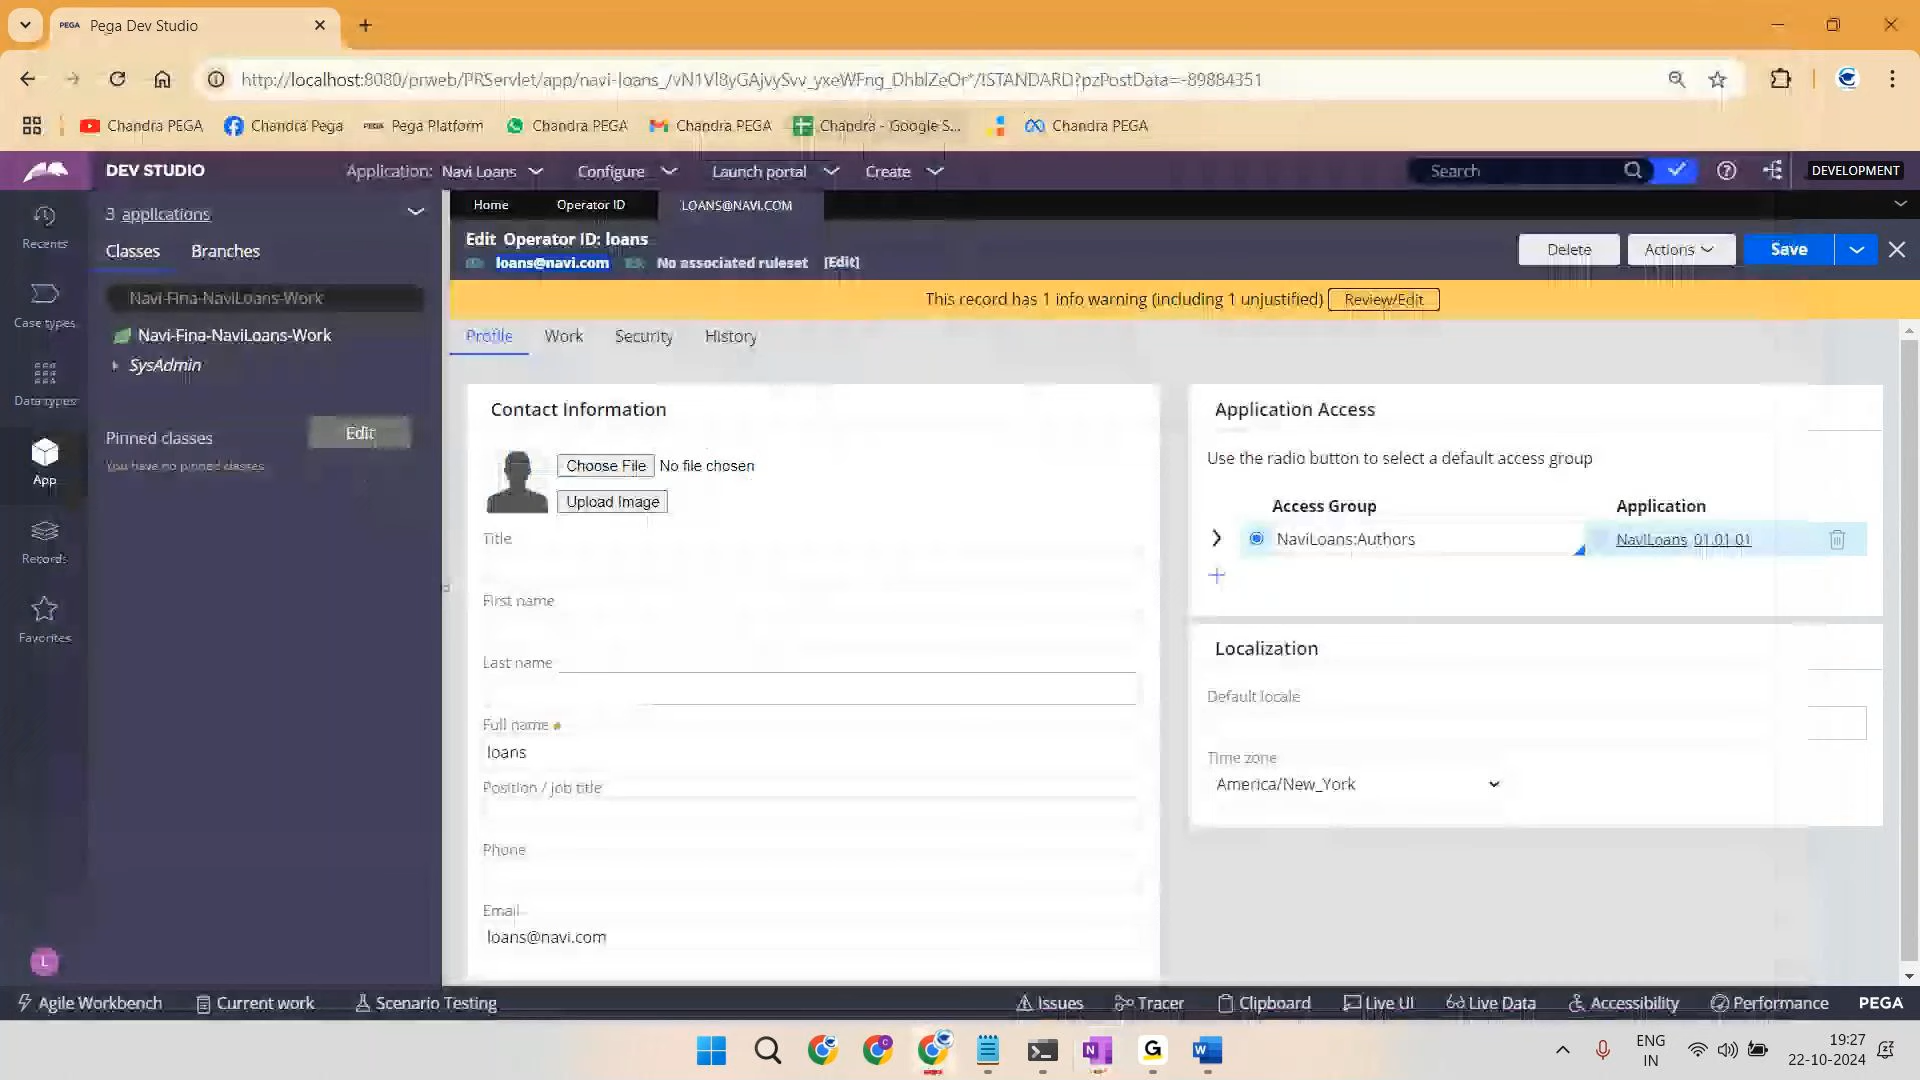 PEGA Pega Dev Studio
http://localhost:8080/prweb/PRServlet/app/navi-loans_/vN1Vl8yGAjvySvv_yxeWFng_DhblZeOr*/!STANDARD?pzPostData=-89884351
Chandra PEGA Chandra Pega PEGA Pega Platform Chandra PEGA Chandra PEGA Chandra - Google S... Chandra PEGA
DEV STUDIO Application: Navi Loans Configure Launch portal Create Search DEVELOPMENT
Recents
Case types
Data types
App
Records
Favorites
L
3 applications
Classes Branches
Navi-Fina-NaviLoans-Work
Navi-Fina-NaviLoans-Work
SysAdmin
Pinned classes Edit
You have no pinned classes
Home Operator ID LOANS@NAVI.COM
Edit Operator ID: loans
loans@navi.com No associated ruleset [Edit]
Delete Actions Save
This record has 1 info warning (including 1 unjustified) Review/Edit
Profile Work Security History
Contact Information
Choose File No file chosen
Upload Image
Title
First name
Last name
Full name
loans
Position / job title
Phone
Email
loans@navi.com
Application Access
Use the radio button to select a default access group
Access Group Application
NaviLoans:Authors NaviLoans 01.01.01
Localization
Default locale
Time zone
America/New_York
Agile Workbench Current work Scenario Testing Issues Tracer Clipboard Live UI Live Data Accessibility Performance PEGA
ENG
IN
19:27
22-10-2024